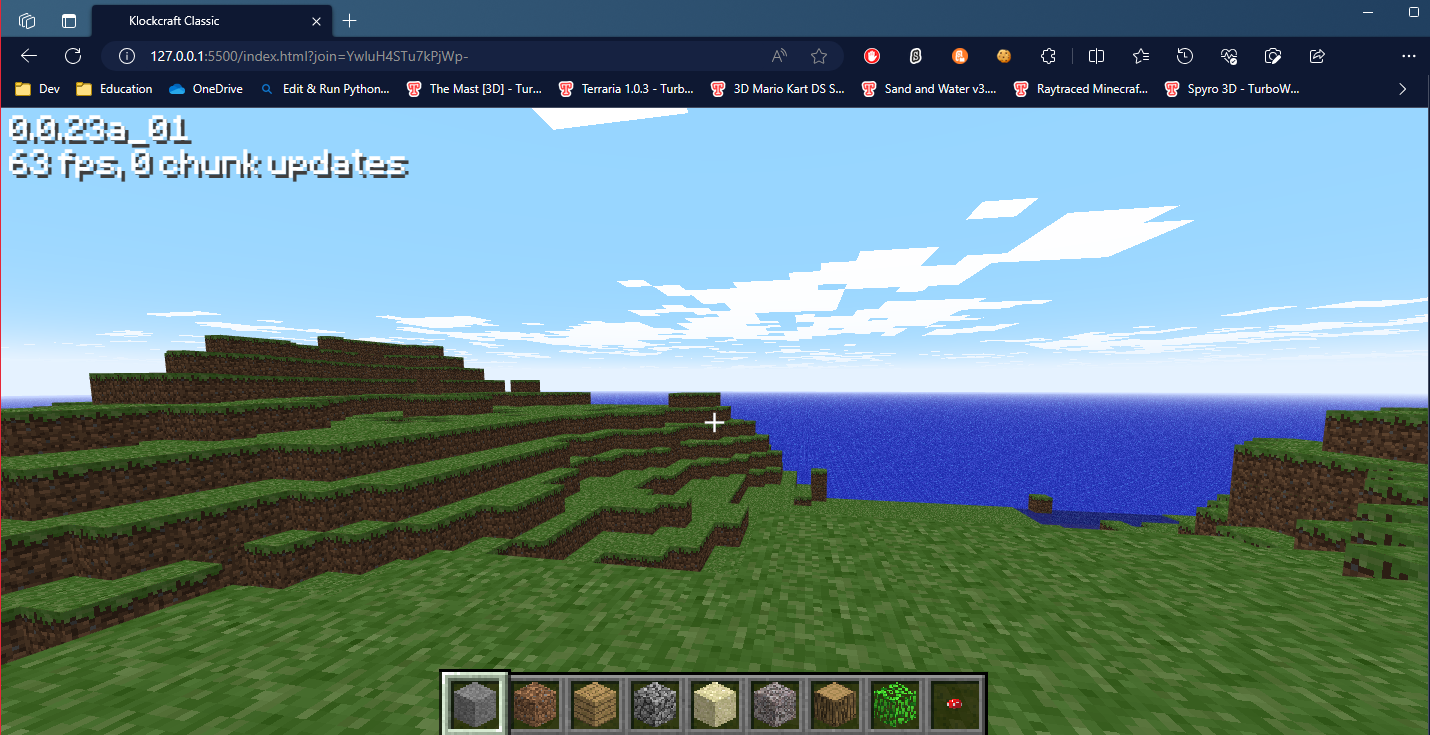 Klockcraft Classic
127.0.0.1:5500/index.html?join=YwIuH4STu7kPjWp-
Dev Education OneDrive Edit & Run Python... The Mast [3D] - Tur... Terraria 1.0.3 - Turb... 3D Mario Kart DS S... Sand and Water v3.... Raytraced Minecraf... Spyro 3D - TurboW...
0.0.23a_01
63 fps, 0 chunk updates